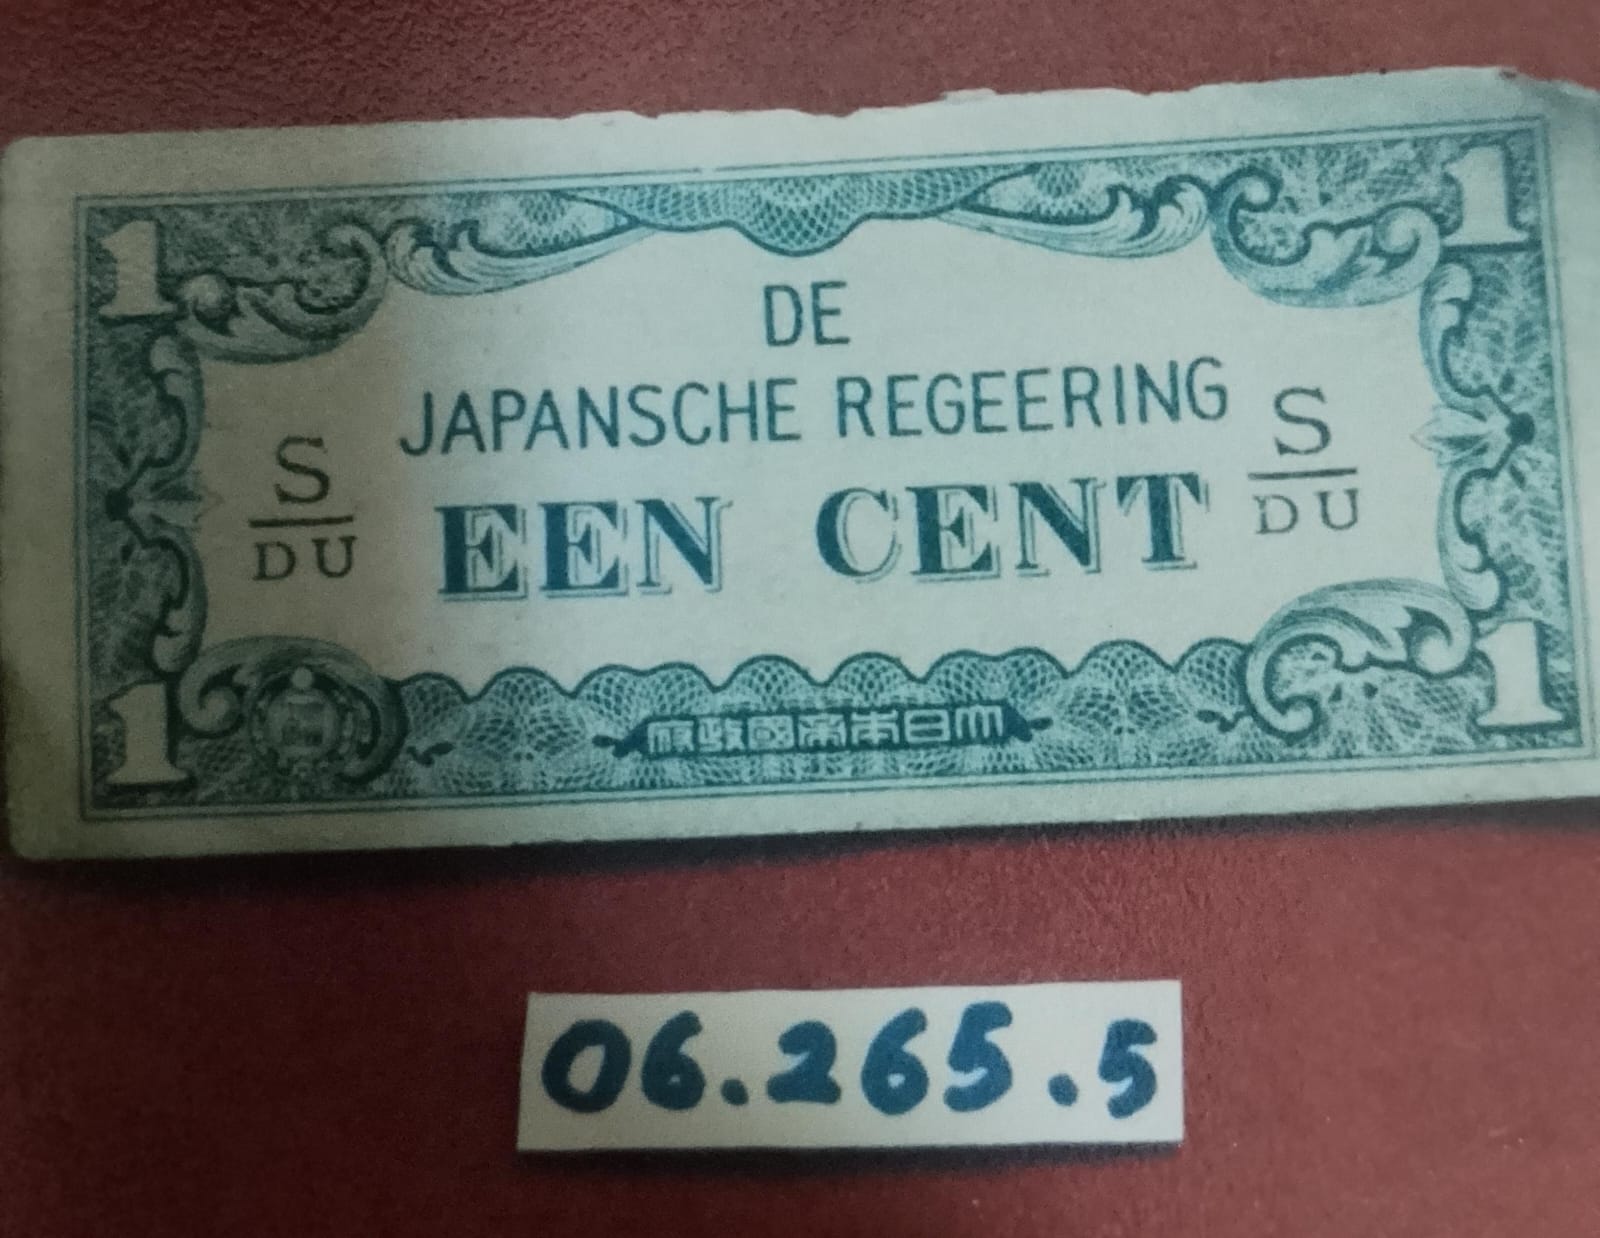 1 1
DE
JAPANSCHE REGEERING
S
DU
EEN CENT
S
DU
府政國帝本日大
1 1
06.265.5